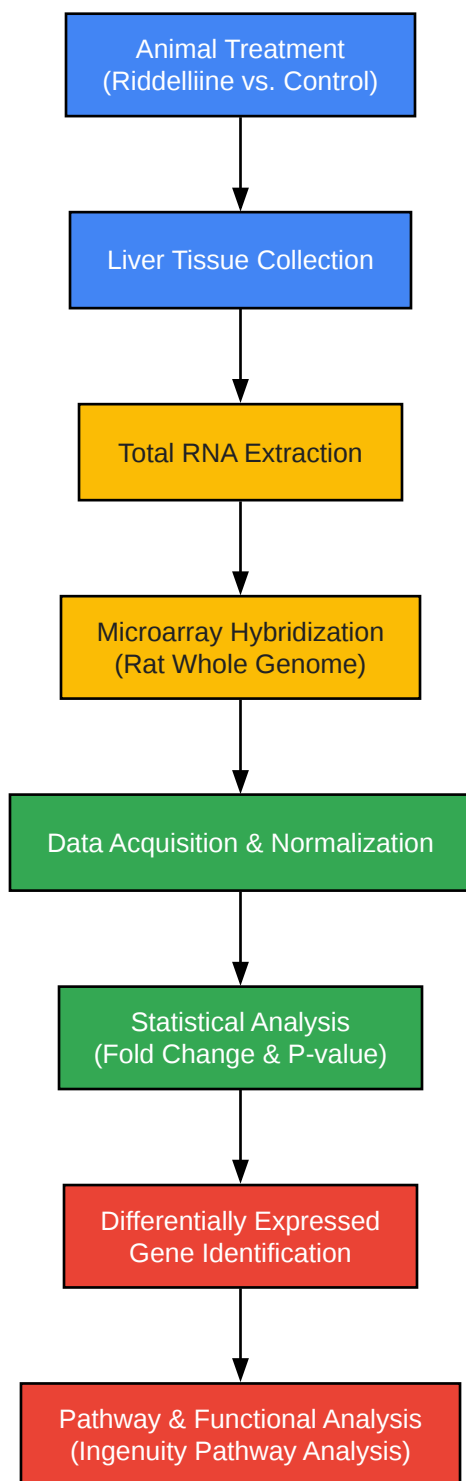 Animal Treatment
(Riddelliine vs. Control)
Liver Tissue Collection
Total RNA Extraction
Microarray Hybridization
(Rat Whole Genome)
Data Acquisition & Normalization
Statistical Analysis
(Fold Change & P-value)
Differentially Expressed
Gene Identification
Pathway & Functional Analysis
(Ingenuity Pathway Analysis)